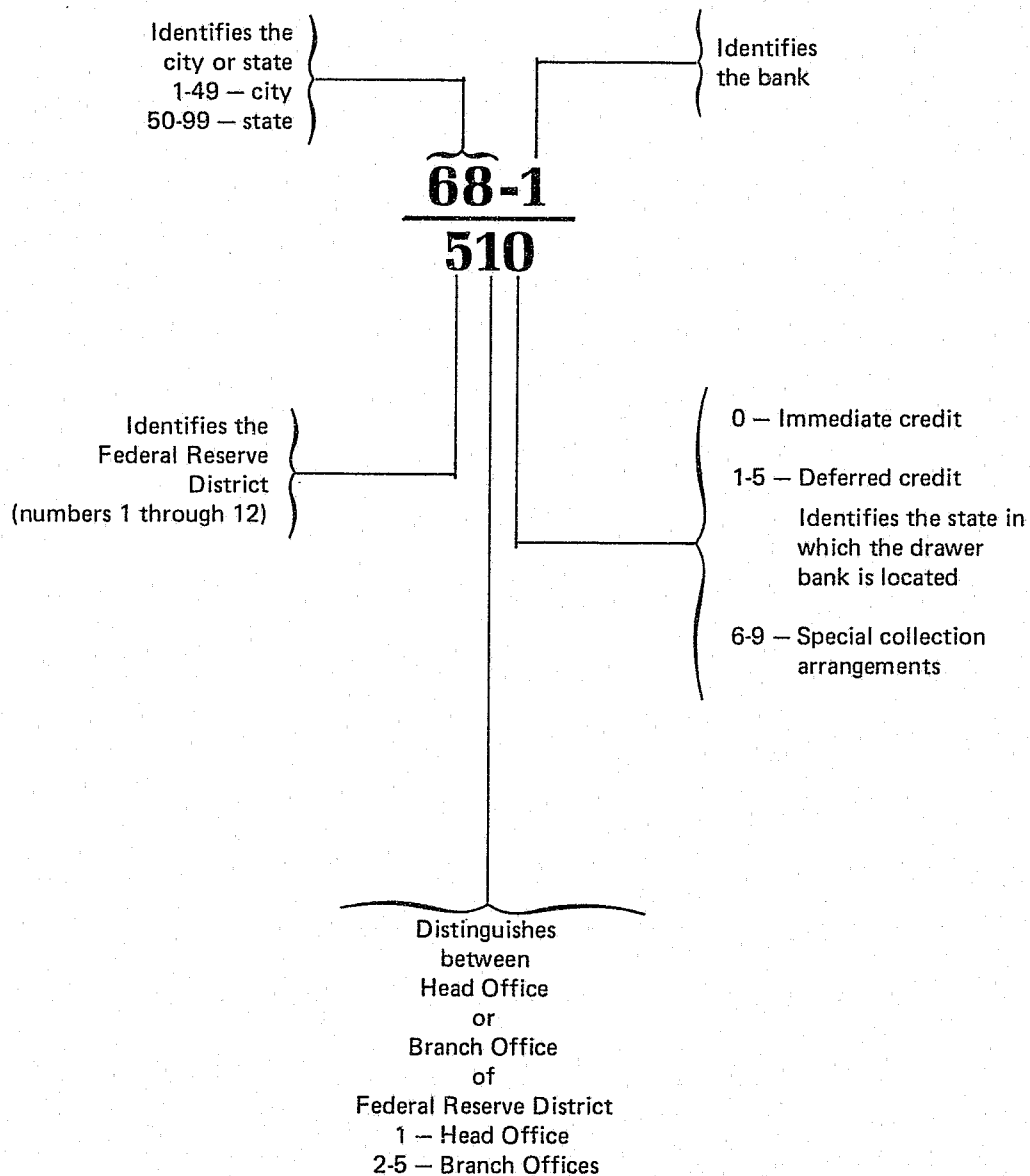 Identifies the
city or state
1-49 — city
50-99 — state
Identifies
the bank
68-1
510
Identifies the
Federal Reserve
District
(numbers 1 through 12)
0 — Immediate credit
1-5 — Deferred credit
Identifies the state in
which the drawer
bank is located
6-9 — Special collection
arrangements
Distinguishes
between
Head Office
or
Branch Office
of
Federal Reserve District
1 — Head Office
2-5 — Branch Offices